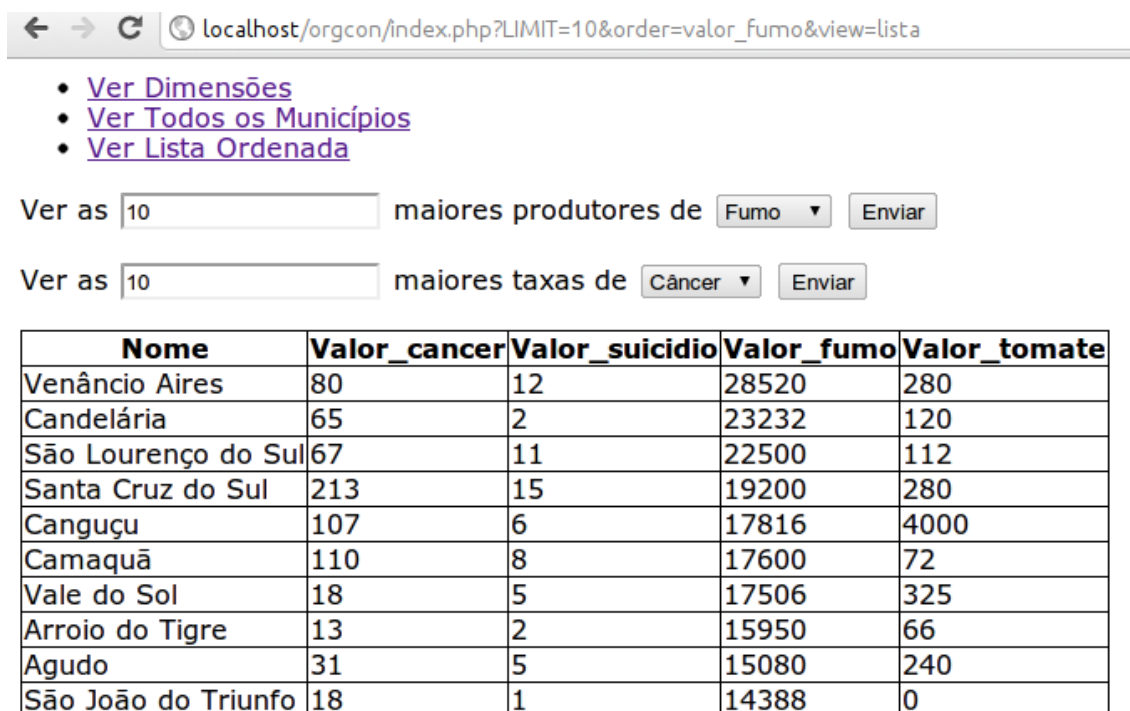 localhost/orgcon/index.php?LIMIT=10&order=valor_fumo&view=lista
Ver Dimensões
Ver Todos os Municípios
Ver Lista Ordenada
Ver as 10 maiores produtores de Fumo Enviar
Ver as 10 maiores taxas de Câncer Enviar
Nome Valor_cancer Valor_suicidio Valor_fumo Valor_tomate
Venâncio Aires 80 12 28520 280
Candelária 65 2 23232 120
São Lourenço do Sul 67 11 22500 112
Santa Cruz do Sul 213 15 19200 280
Canguçu 107 6 17816 4000
Camaquã 110 8 17600 72
Vale do Sol 18 5 17506 325
Arroio do Tigre 13 2 15950 66
Agudo 31 5 15080 240
São João do Triunfo 18 1 14388 0